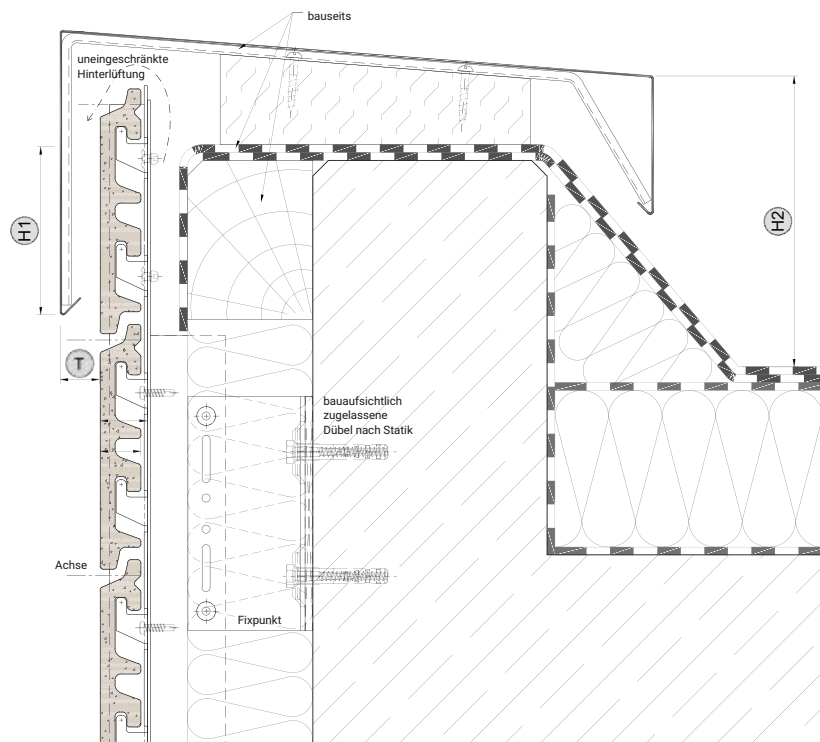 bauseits
uneingeschränkte
Hinterlüftung
H1
H2
T
bauaufsichtlich
zugelassene
Dübel nach Statik
Achse
Fixpunkt